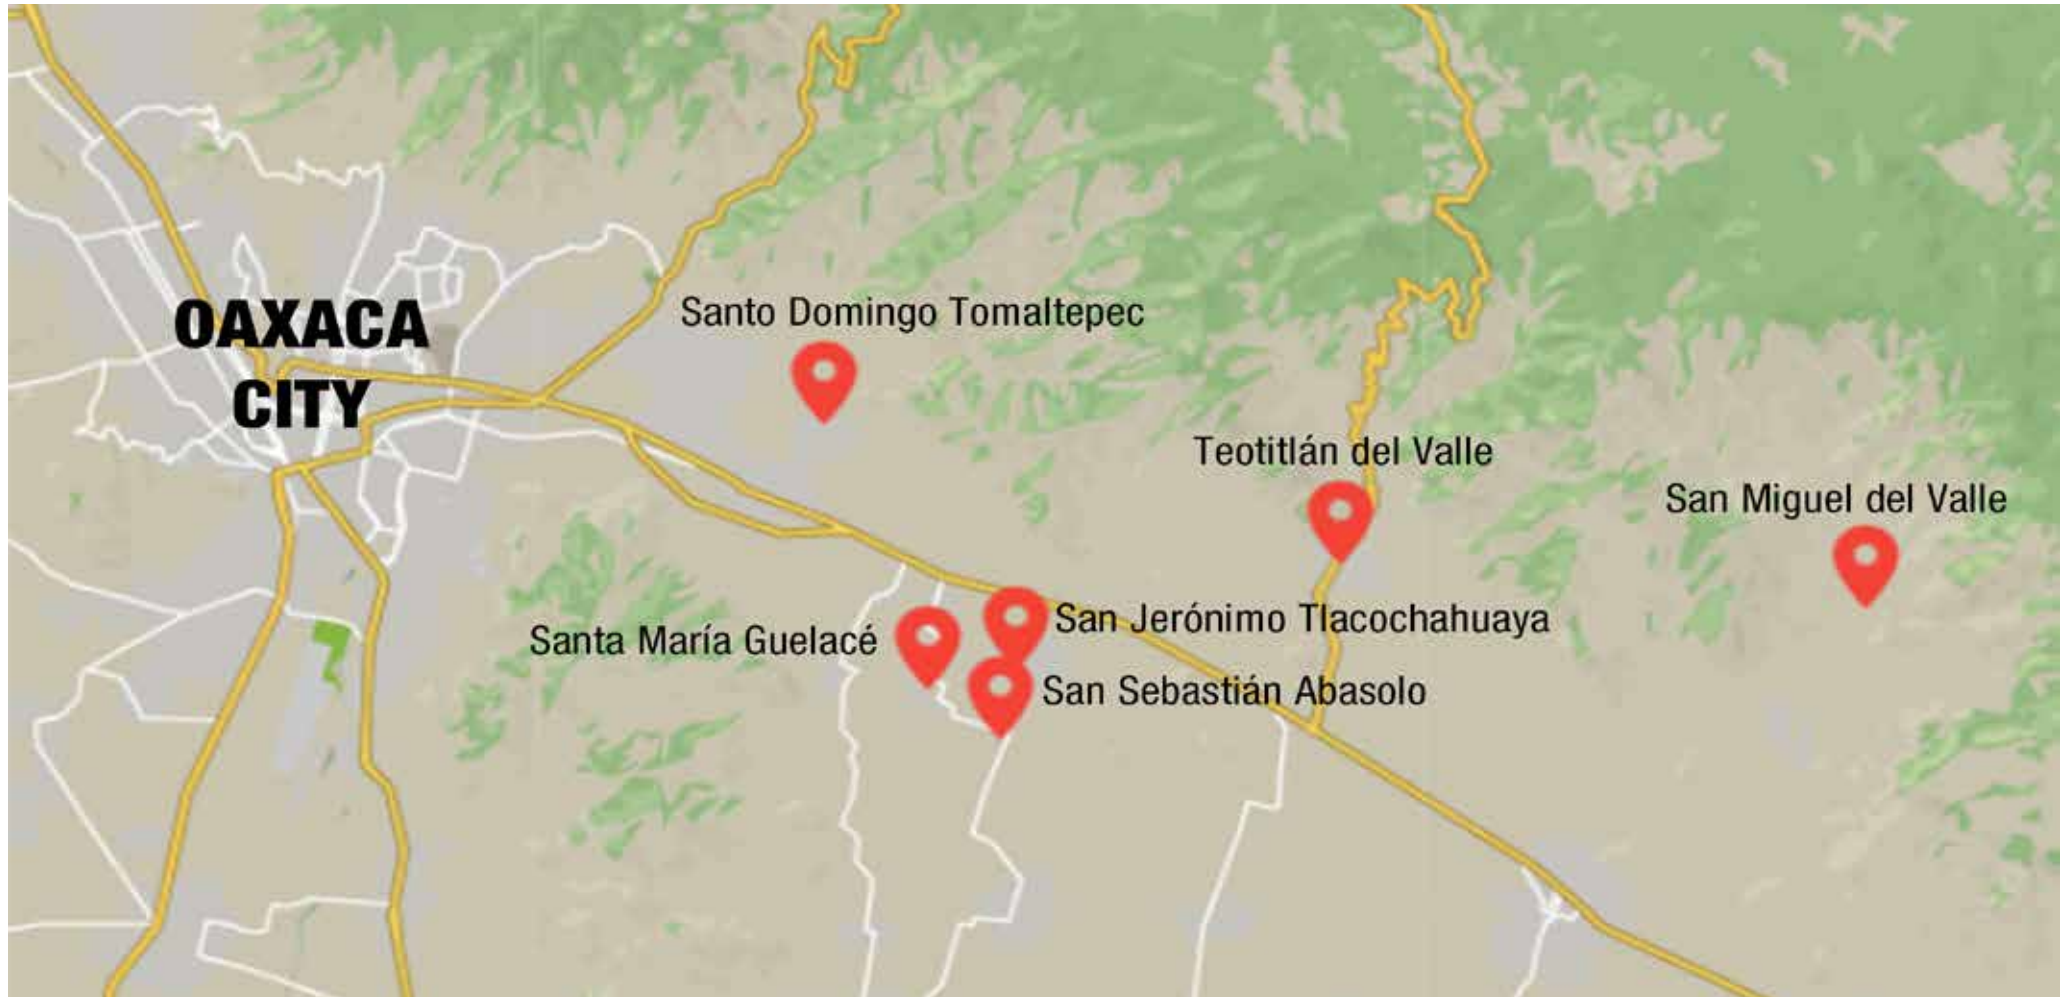 OAXACA
CITY
Santo Domingo Tomaltepec
Teotitlán del Valle
San Miguel del Valle
San Jerónimo Tlacochahuaya
Santa María Guelacé
San Sebastián Abasolo